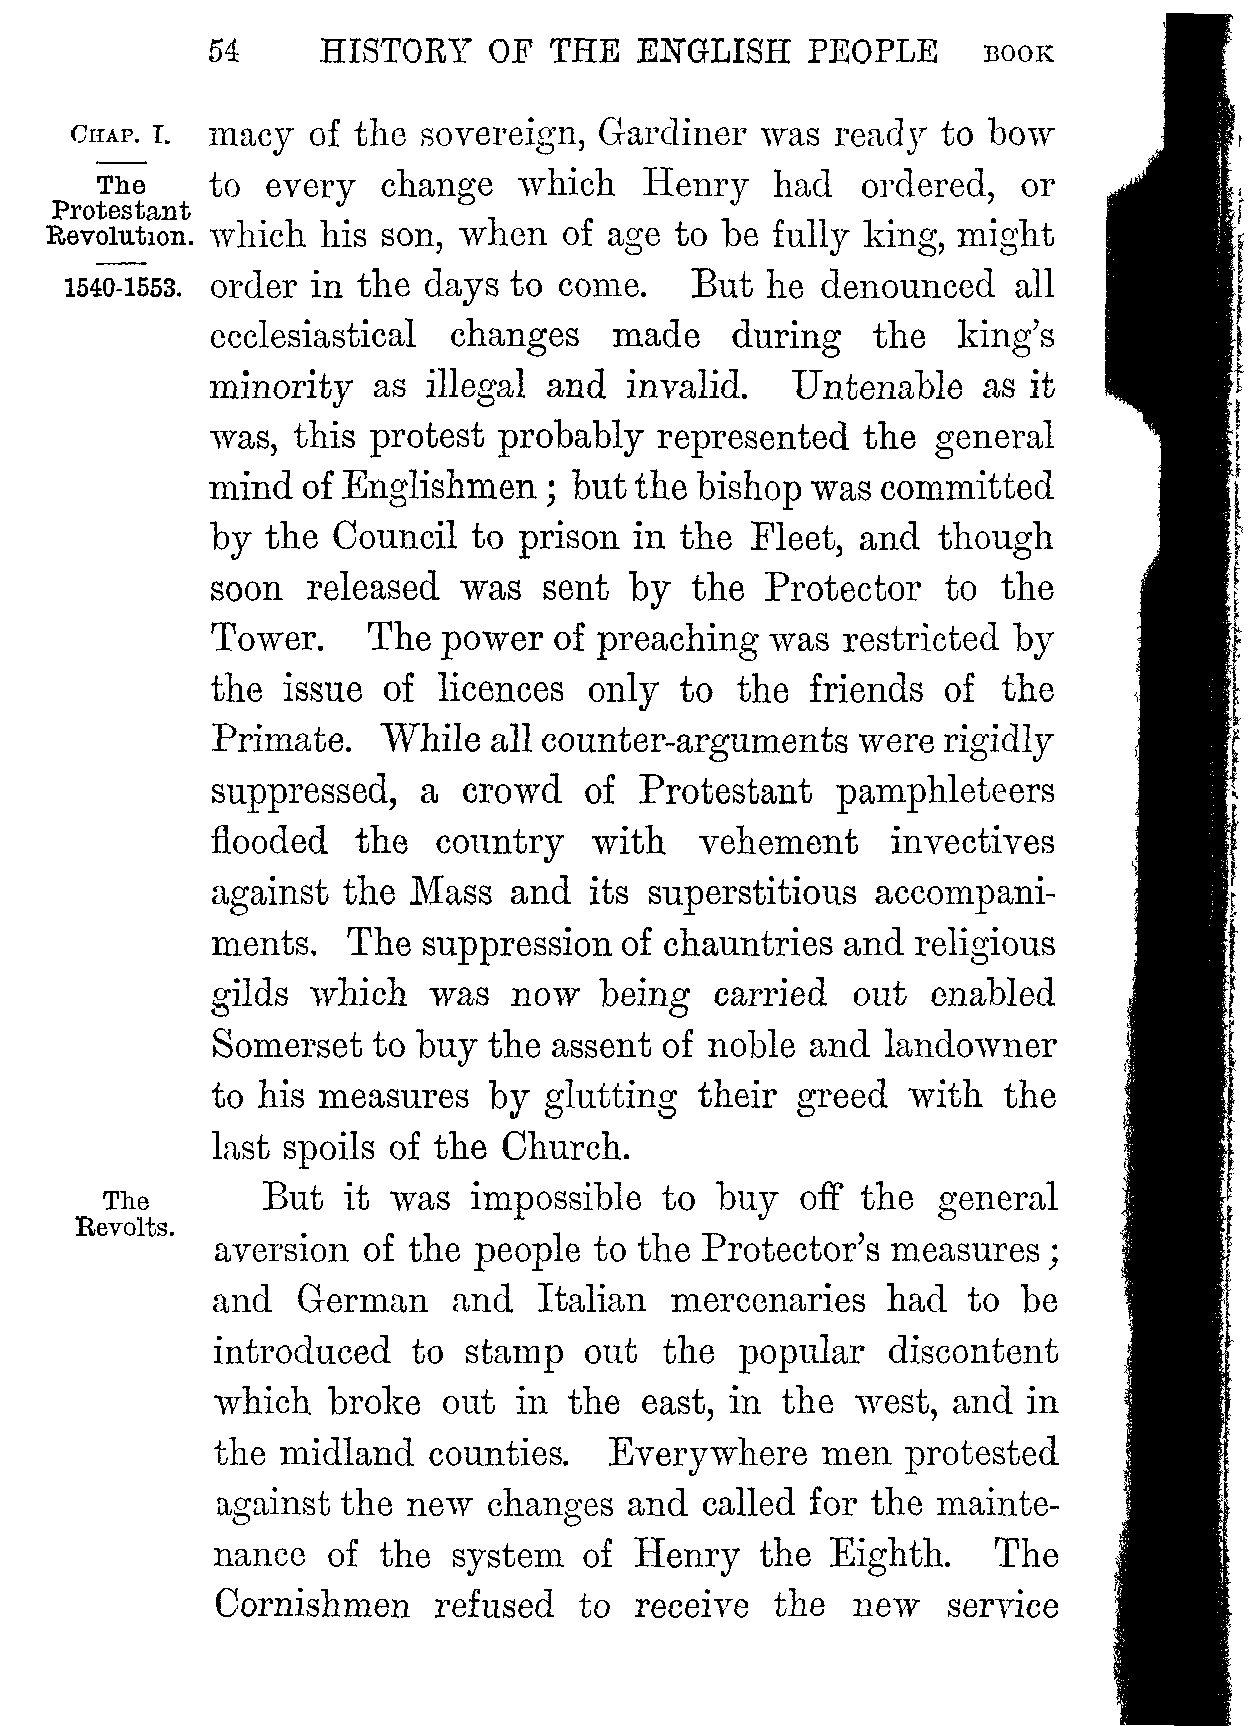 54 HISTORY OF THE ENGLISH PEOPLE BOOK
CHAP. I.
The
Protestant
Revolution.
1540-1553.
macy of the sovereign, Gardiner was ready to bow
to every change which Henry had ordered, or
which his son, when of age to be fully king, might
order in the days to come. But he denounced all
ecclesiastical changes made during the king's
minority as illegal and invalid. Untenable as it
was, this protest probably represented the general
mind of Englishmen; but the bishop was committed
by the Council to prison in the Fleet, and though
soon released was sent by the Protector to the
Tower. The power of preaching was restricted by
the issue of licences only to the friends of the
Primate. While all counter-arguments were rigidly
suppressed, a crowd of Protestant pamphleteers
flooded the country with vehement invectives
against the Mass and its superstitious accompani-
ments. The suppression of chauntries and religious
gilds which was now being carried out enabled
Somerset to buy the assent of noble and landowner
to his measures by glutting their greed with the
last spoils of the Church.
The
Revolts.
But it was impossible to buy off the general
aversion of the people to the Protector's measures;
and German and Italian mercenaries had to be
introduced to stamp out the popular discontent
which broke out in the east, in the west, and in
the midland counties. Everywhere men protested
against the new changes and called for the mainte-
nance of the system of Henry the Eighth. The
Cornishmen refused to receive the new service